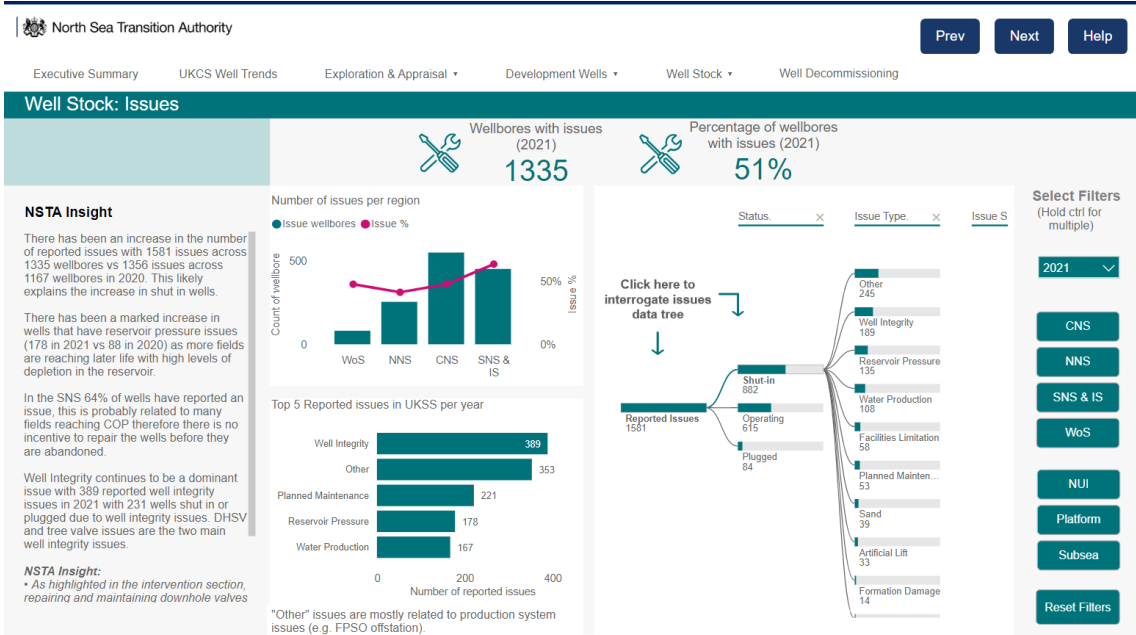 North Sea Transition Authority
Prev
Next
Help
Executive Summary
UKCS Well Trends
Exploration & Appraisal
Development Wells
Well Stock
Well Decommissioning
Well Stock: Issues
Wellbores with issues
(2021)
1335
Percentage of wellbores
with issues (2021)
51%
NSTA Insight
There has been an increase in the number
of reported issues with 1581 issues across
1335 wellbores vs 1356 issues across
1167 wellbores in 2020. This likely
explains the increase in shut in wells.
There has been a marked increase in
wells that have reservoir pressure issues
(178 in 2021 vs 88 in 2020) as more fields
are reaching later life with high levels of
depletion in the reservoir.
In the SNS 64% of wells have reported an
issue, this is probably related to many
fields reaching COP therefore there is no
incentive to repair the wells before they
are abandoned.
Well Integrity continues to be a dominant
issue with 389 reported well integrity
issues in 2021 with 231 wells shut in or
plugged due to well integrity issues. DHSV
and tree valve issues are the two main
well integrity issues.
NSTA Insight:
• As highlighted in the intervention section,
repairing and maintaining downhole valves
Number of issues per region
Issue wellbores
Issue %
Count of wellbore
500
0
50%
0%
Issue %
WoS
NNS
CNS
SNS &
IS
Top 5 Reported issues in UKSS per year
Well Integrity
389
Other
353
Planned Maintenance
221
Reservoir Pressure
178
Water Production
167
0
200
400
Number of reported issues
"Other" issues are mostly related to production system
issues (e.g. FPSO offstation).
Status.
×
Issue Type.
×
Issue S
Click here to
interrogate issues
data tree
Reported Issues
1581
Shut-in
882
Operating
615
Plugged
84
Other
245
Well Integrity
189
Reservoir Pressure
135
Water Production
108
Facilities Limitation
58
Planned Mainten...
53
Sand
39
Artificial Lift
33
Formation Damage
14
Select Filters
(Hold ctrl for
multiple)
2021
CNS
NNS
SNS & IS
WoS
NUI
Platform
Subsea
Reset Filters